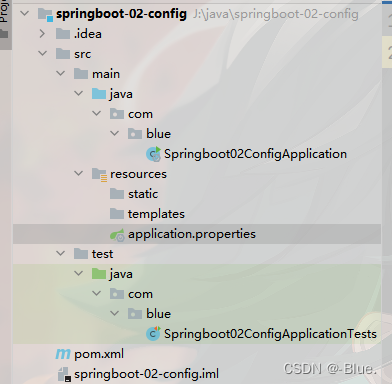 Proj
springboot-02-config J:\java\springboot-02-config
.idea
src
main
java
com
blue
Springboot02ConfigApplication
resources
static
templates
application.properties
test
java
com
blue
Springboot02ConfigApplicationTests
pom.xml
springboot-02-config.iml
CSDN @-Blue.